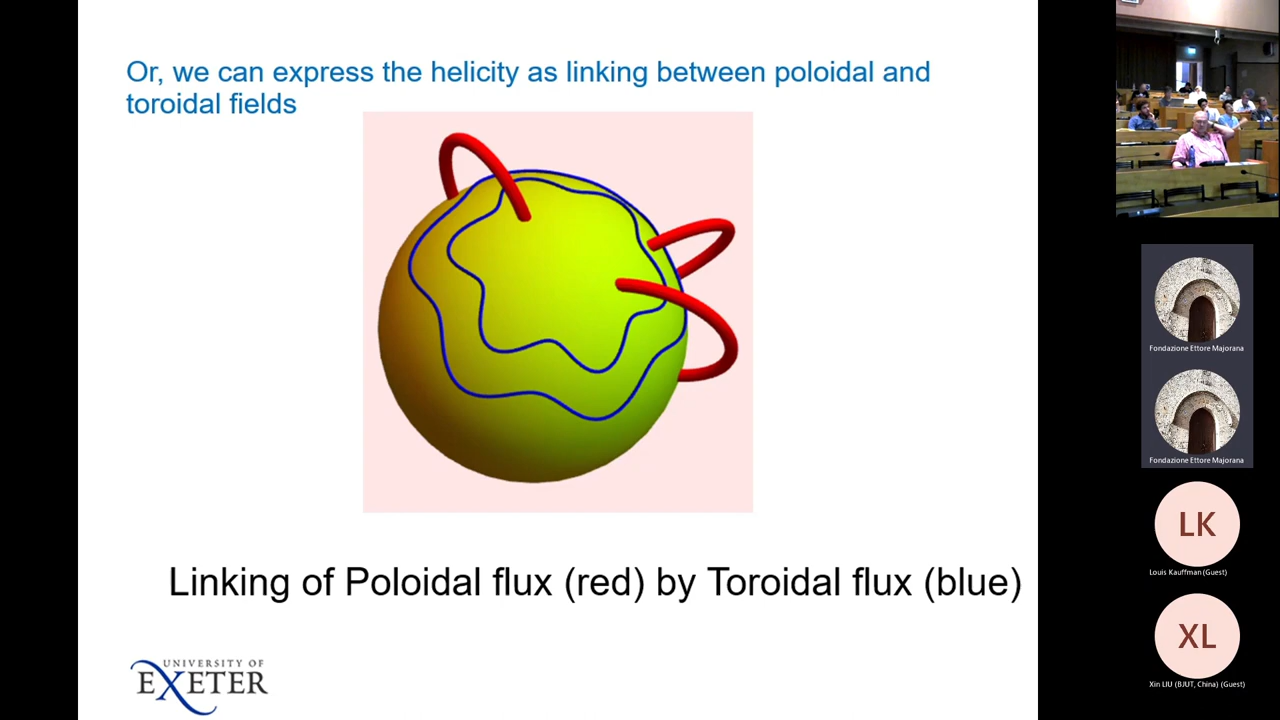 Or, we can express the helicity as linking between poloidal and
toroidal fields
Linking of Poloidal flux (red) by Toroidal flux (blue)
UNIVERSITY OF
EXETER
Fondazione Ettore Majorana
Fondazione Ettore Majorana
LK
Louis Kauffman (Guest)
XL
Xin LIU (BJUT, China) (Guest)